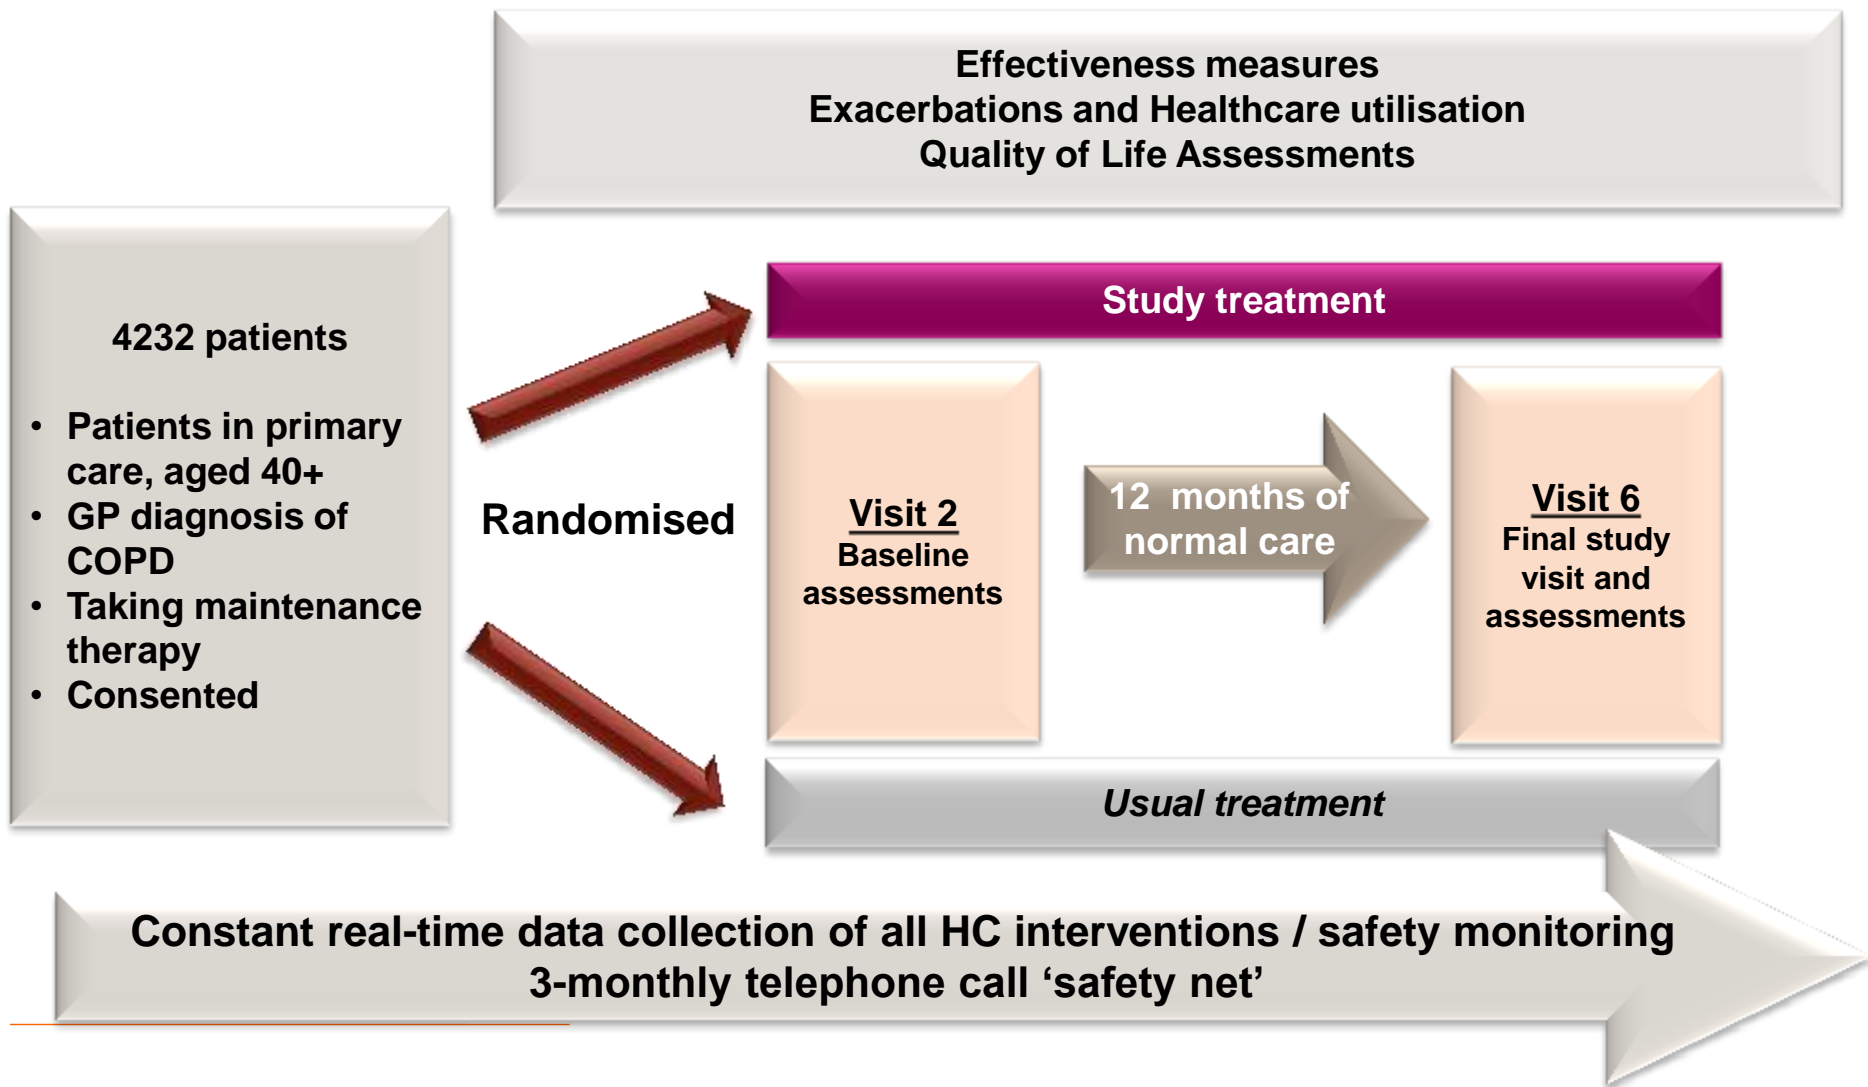 Effectiveness measures
Exacerbations and Healthcare utilisation
Quality of Life Assessments
4232 patients
• Patients in primary
care, aged 40+
• GP diagnosis of
COPD
• Taking maintenance
therapy
• Consented
Randomised
Study treatment
Visit 2
Baseline
assessments
12 months of
normal care
Visit 6
Final study
visit and
assessments
Usual treatment
Constant real-time data collection of all HC interventions / safety monitoring
3-monthly telephone call ‘safety net’